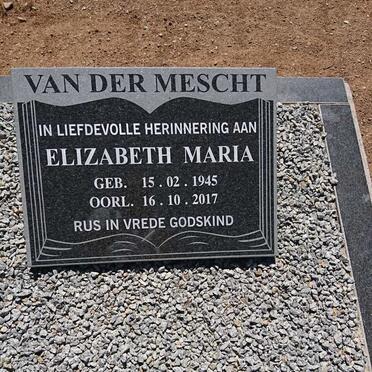 VAN DER MESCHT
IN LIEFDEVOLLE HERINNERING AAN
ELIZABETH MARIA
GEB. 15 . 02 . 1945
OORL. 16 . 10 . 2017
RUS IN VREDE GODSKIND